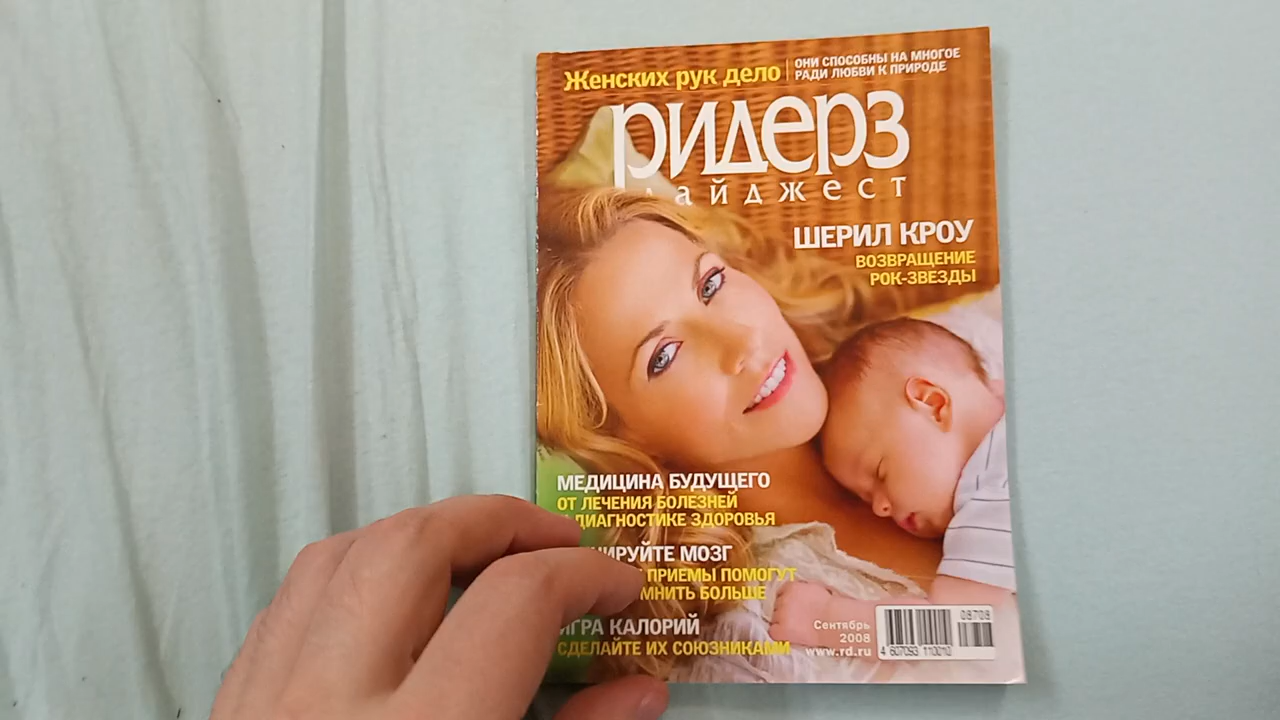 Женских рук дело
ОНИ СПОСОБНЫ НА МНОГОЕ
РАДИ ЛЮБВИ К ПРИРОДЕ
РИДЕРЗ
айджест
ШЕРИЛ КРОУ
ВОЗВРАЩЕНИЕ
РОК-ЗВЕЗДЫ
МЕДИЦИНА БУДУЩЕГО
ОТ ЛЕЧЕНИЯ БОЛЕЗНЕЙ
ДИАГНОСТИКЕ ЗДОРОВЬЯ
МОЗГ
ПРИЕМЫ ПОМОГУТ
БОЛЬШЕ
ИГРА КАЛОРИЙ
СДЕЛАЙТЕ ИХ СОЮЗНИКАМИ
Сентябрь
2008
www.rd.ru
08708
4 607093 110010